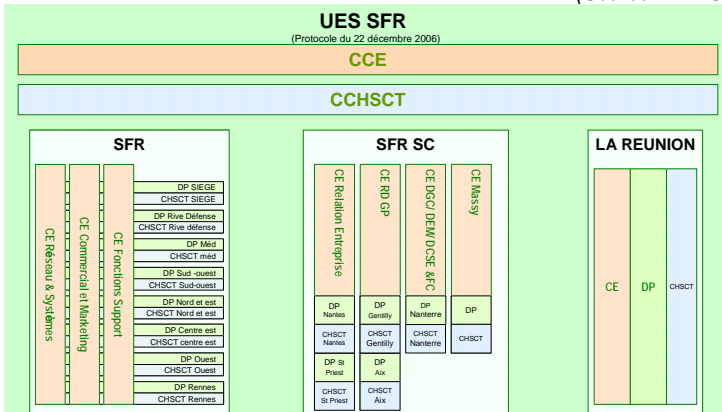 UES SFR
(Protocole du 22 décembre 2006)
CCE
CCHSCT
SFR
CE Réseau & Systèmes
CE Commercial et Marketing
CE Fonctions Support
DP SIEGE
CHSCT SIEGE
DP Rive Défense
CHSCT Rive défense
DP Méd
CHSCT méd
DP Sud -ouest
CHSCT Sud-ouest
DP Nord et est
CHSCT Nord et est
DP Centre est
CHSCT centre est
DP Ouest
CHSCT Ouest
DP Rennes
CHSCT Rennes
SFR SC
CE Relation Entreprise
DP
Nantes
CHSCT
Nantes
DP St
Priest
CHSCT
St Priest
CE RD GP
DP
Gentilly
CHSCT
Gentilly
DP
Aix
CHSCT
Aix
CE DGC/ DEM/ DCSE &FC
DP
Nanterre
CHSCT
Nanterre
CE Massy
DP
CHSCT
LA REUNION
CE
DP
CHSCT